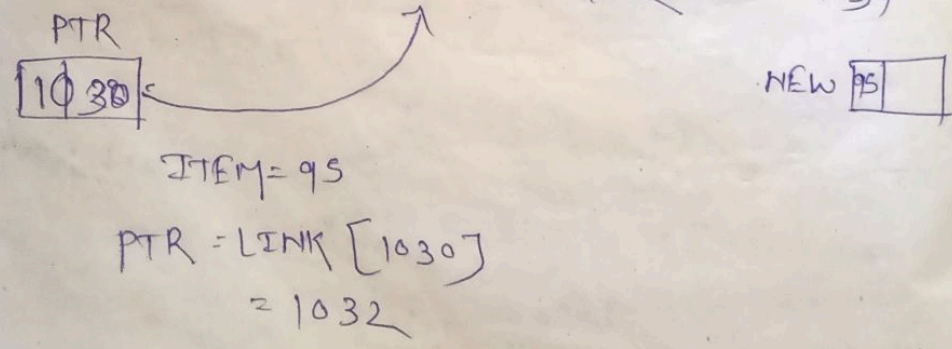 PTR
1030
NEW 95
ITEM = 95
PTR = LINK [1030]
= 1032